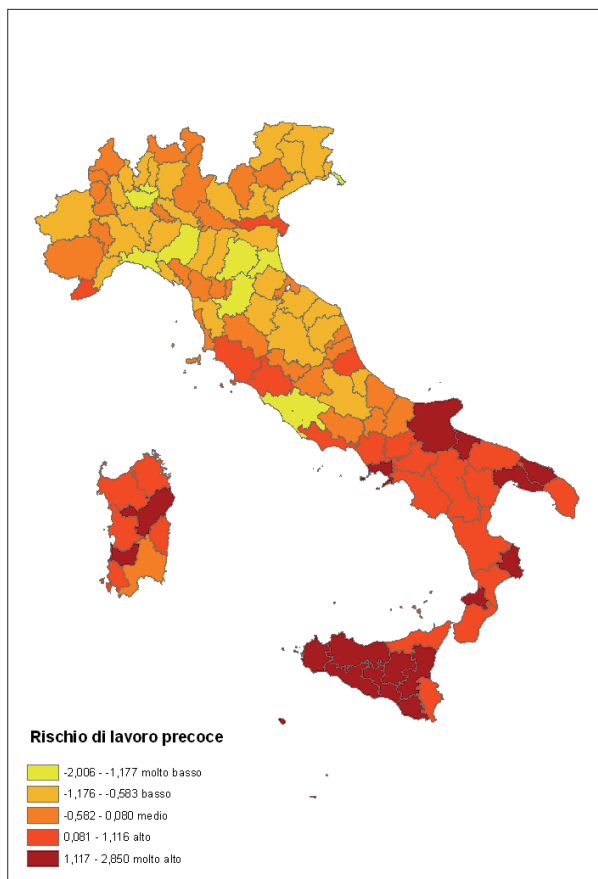 Rischio di lavoro precoce
-2,006 - -1,177 molto basso
-1,176 - -0,583 basso
-0,582 - 0,080 medio
0,081 - 1,116 alto
1,117 - 2,850 molto alto